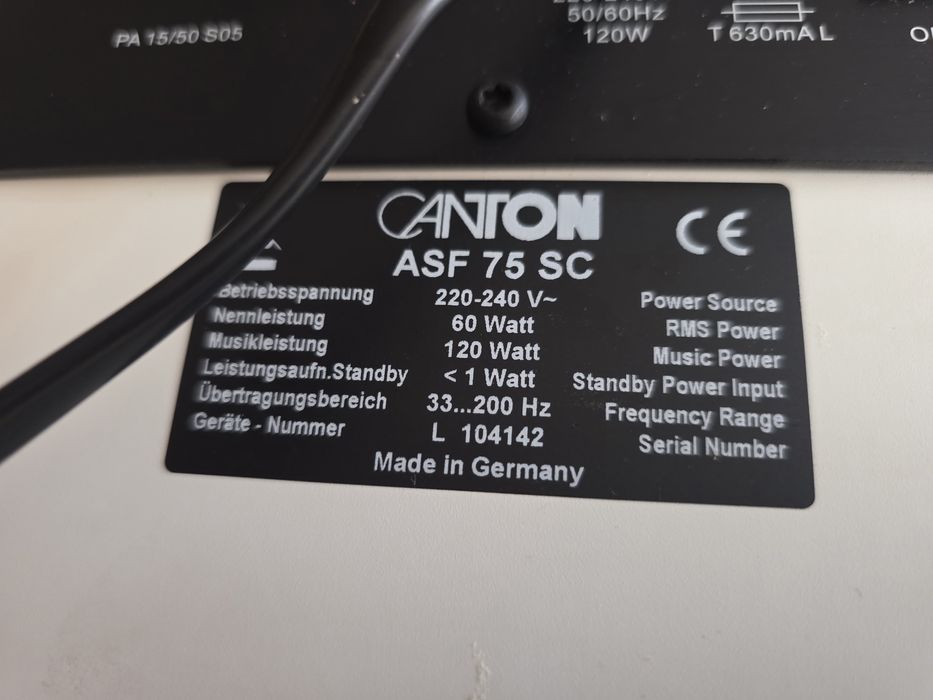 PA 15/50 S05
50/60Hz
120W
T 630mA L
CANTON
ASF 75 SC
Betriebsspannung 220-240 V~ Power Source
Nennleistung 60 Watt RMS Power
Musikleistung 120 Watt Music Power
Leistungsaufn.Standby < 1 Watt Standby Power Input
Übertragungsbereich 33...200 Hz Frequency Range
Geräte - Nummer L 104142 Serial Number
Made in Germany
CE